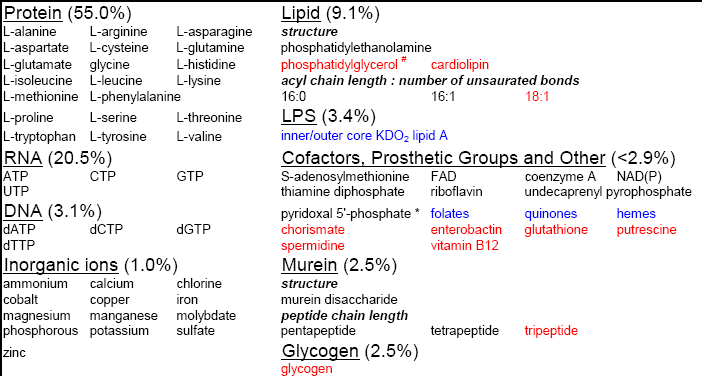 Protein (55.0%)
L-alanine L-arginine L-asparagine
L-aspartate L-cysteine L-glutamine
L-glutamate glycine L-histidine
L-isoleucine L-leucine L-lysine
L-methionine L-phenylalanine
L-proline L-serine L-threonine
L-tryptophan L-tyrosine L-valine
RNA (20.5%)
ATP CTP GTP
UTP
DNA (3.1%)
dATP dCTP dGTP
dTTP
Inorganic ions (1.0%)
ammonium calcium chlorine
cobalt copper iron
magnesium manganese molybdate
phosphorous potassium sulfate
zinc
Lipid (9.1%)
structure
phosphatidylethanolamine
phosphatidylglycerol # cardiolipin
acyl chain length : number of unsaurated bonds
16:0 16:1 18:1
LPS (3.4%)
inner/outer core KDO2 lipid A
Cofactors, Prosthetic Groups and Other (<2.9%)
S-adenosylmethionine FAD coenzyme A NAD(P)
thiamine diphosphate riboflavin undecaprenyl pyrophosphate
pyridoxal 5'-phosphate * folates quinones hemes
chorismate enterobactin glutathione putrescine
spermidine vitamin B12
Murein (2.5%)
structure
murein disaccharide
peptide chain length
pentapeptide tetrapeptide tripeptide
Glycogen (2.5%)
glycogen